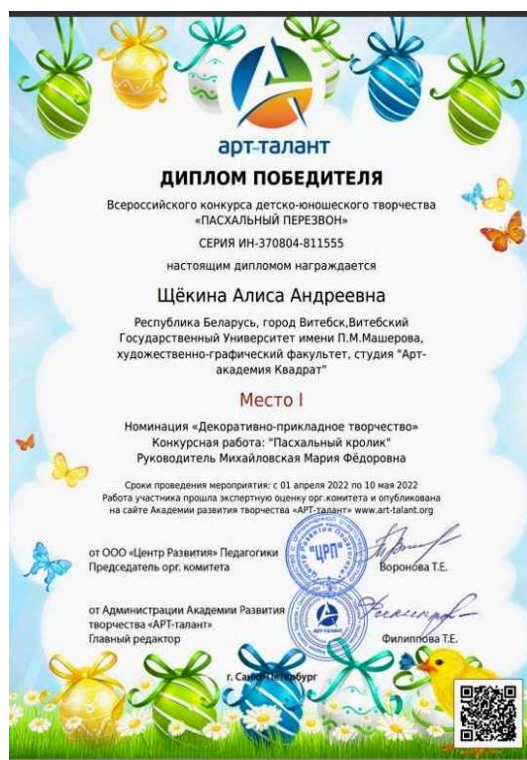 арт-талант
ДИПЛОМ ПОБЕДИТЕЛЯ
Всероссийского конкурса детско-юношеского творчества
«ПАСХАЛЬНЫЙ ПЕРЕЗВОН»
СЕРИЯ ИН-370804-811555
настоящим дипломом награждается
Щёкина Алиса Андреевна
Республика Беларусь, город Витебск,Витебский
Государственный Университет имени П.М.Машерова,
художественно-графический факультет, студия "Арт-
академия Квадрат"
Место I
Номинация «Декоративно-прикладное творчество»
Конкурсная работа: "Пасхальный кролик"
Руководитель Михайловская Мария Фёдоровна
Сроки проведения мероприятия: с 01 апреля 2022 по 10 мая 2022
Работа участника прошла экспертную оценку орг.комитета и опубликована
на сайте Академии развития творчества «АРТ-талант» www.art-talant.org
от ООО «Центр Развития» Педагогики
Председатель орг. комитета
"ЦРП"
Воронова Т.Е.
от Администрации Академии Развития
творчества «АРТ-талант»
Главный редактор
арт-талант
Филиппова Т.Е.
г. Санкт-Петербург